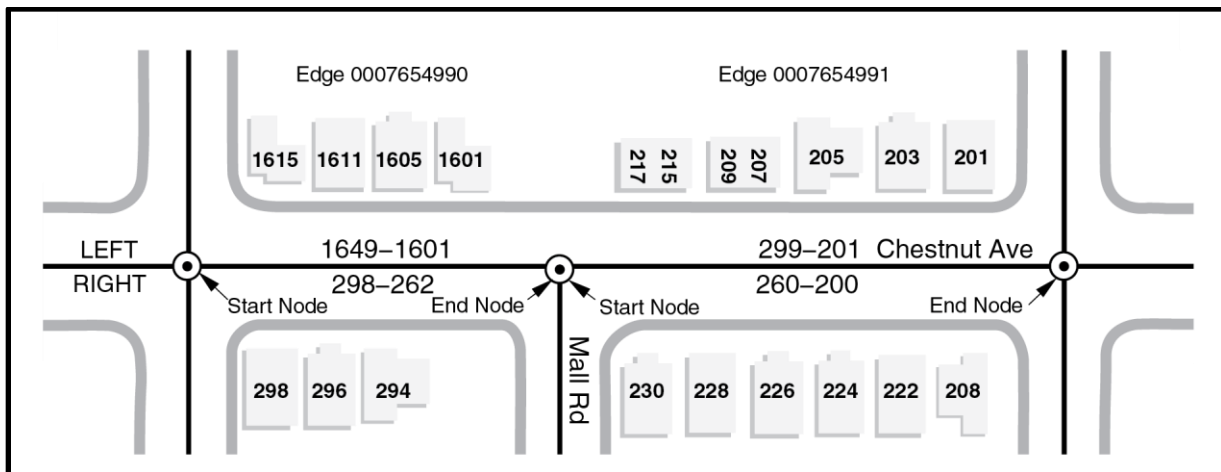 Edge 0007654990 Edge 0007654991
1615 1611 1605 1601 217 215 209 207 205 203 201
LEFT 1649–1601 299–201 Chestnut Ave
RIGHT 298–262 260–200
Start Node End Node Start Node End Node
Mall Rd
298 296 294 230 228 226 224 222 208